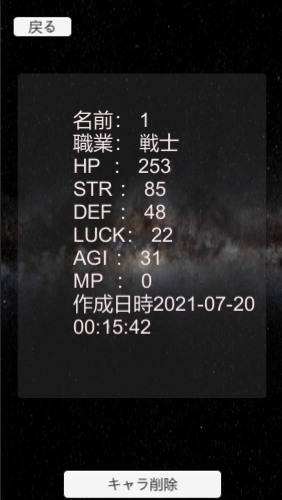 戻る
名前： 1
職業： 戦士
HP ： 253
STR ： 85
DEF ： 48
LUCK： 22
AGI ： 31
MP ： 0
作成日時2021-07-20
00:15:42
キャラ削除